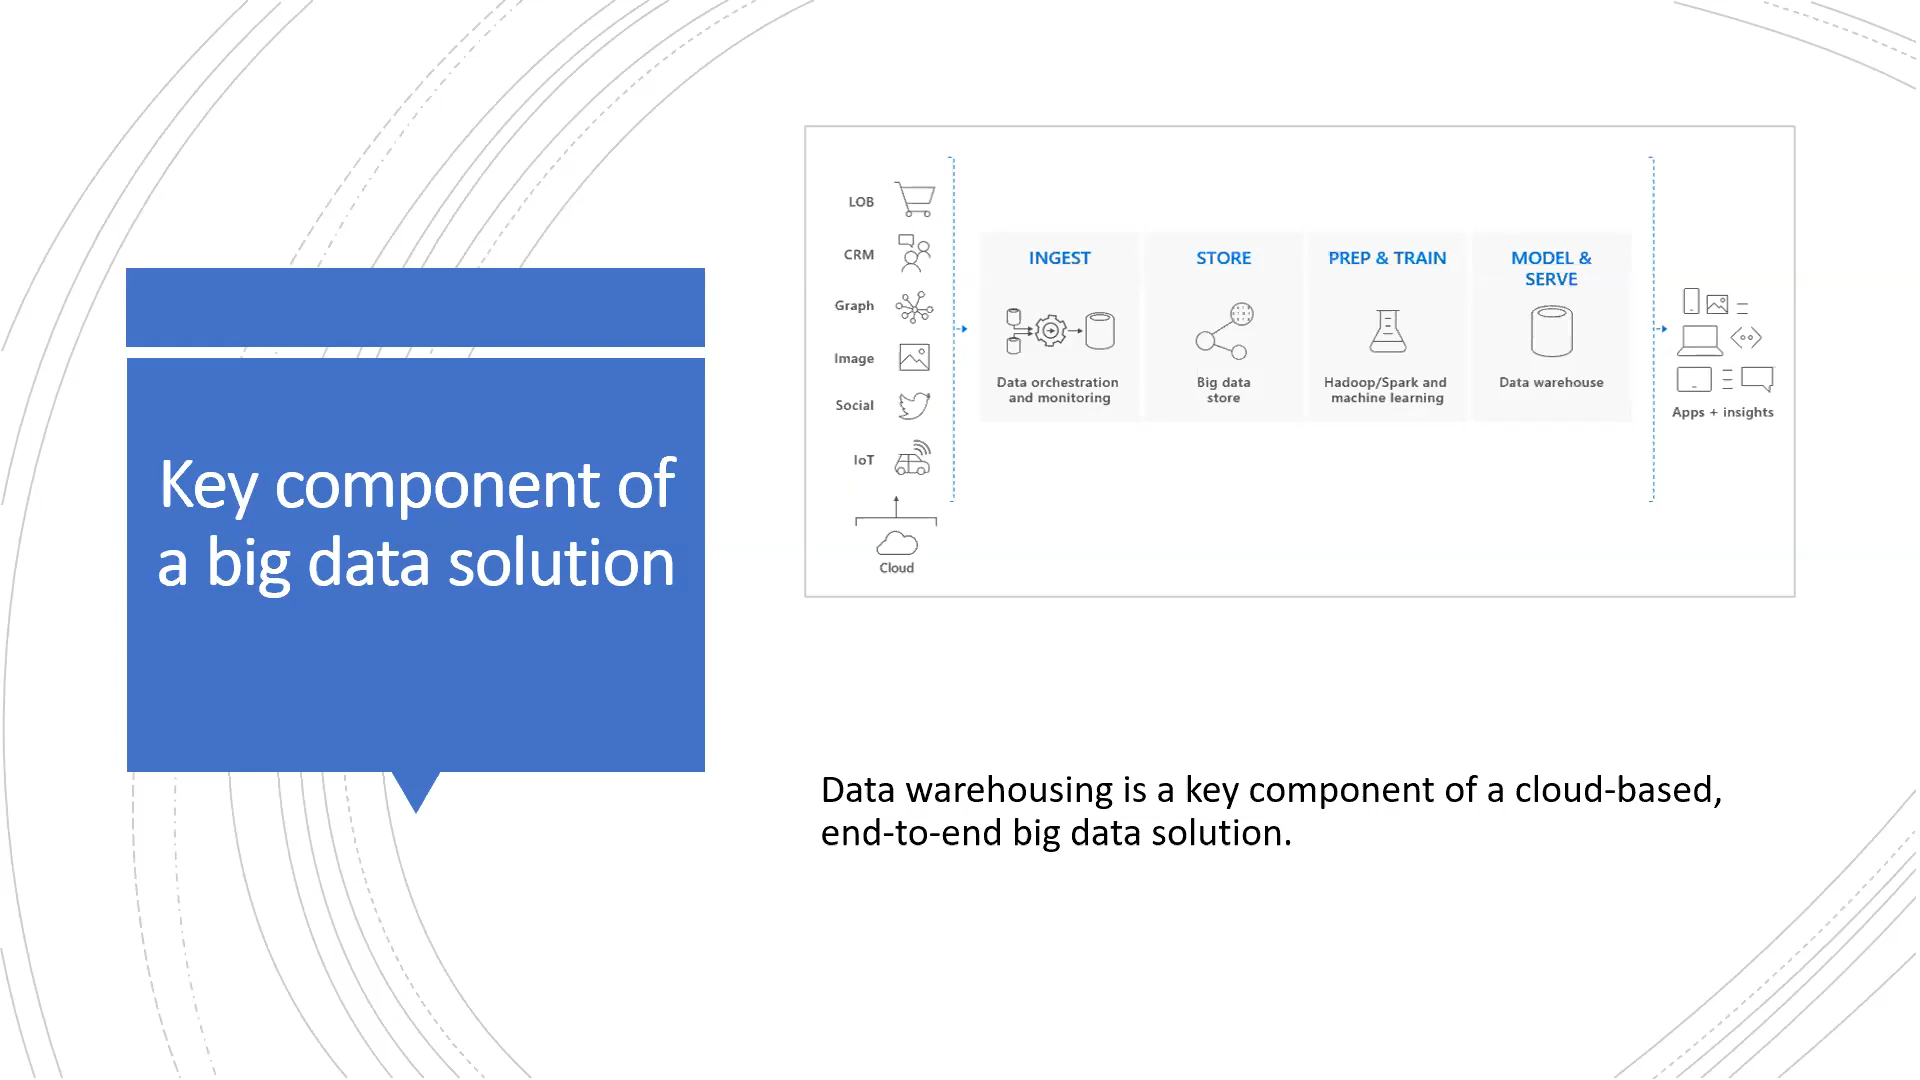 Key component of
a big data solution
LOB
CRM
Graph
Image
Social
IoT
Cloud
INGEST
Data orchestration
and monitoring
STORE
Big data
store
PREP & TRAIN
Hadoop/Spark and
machine learning
MODEL &
SERVE
Data warehouse
Apps + insights
Data warehousing is a key component of a cloud-based,
end-to-end big data solution.